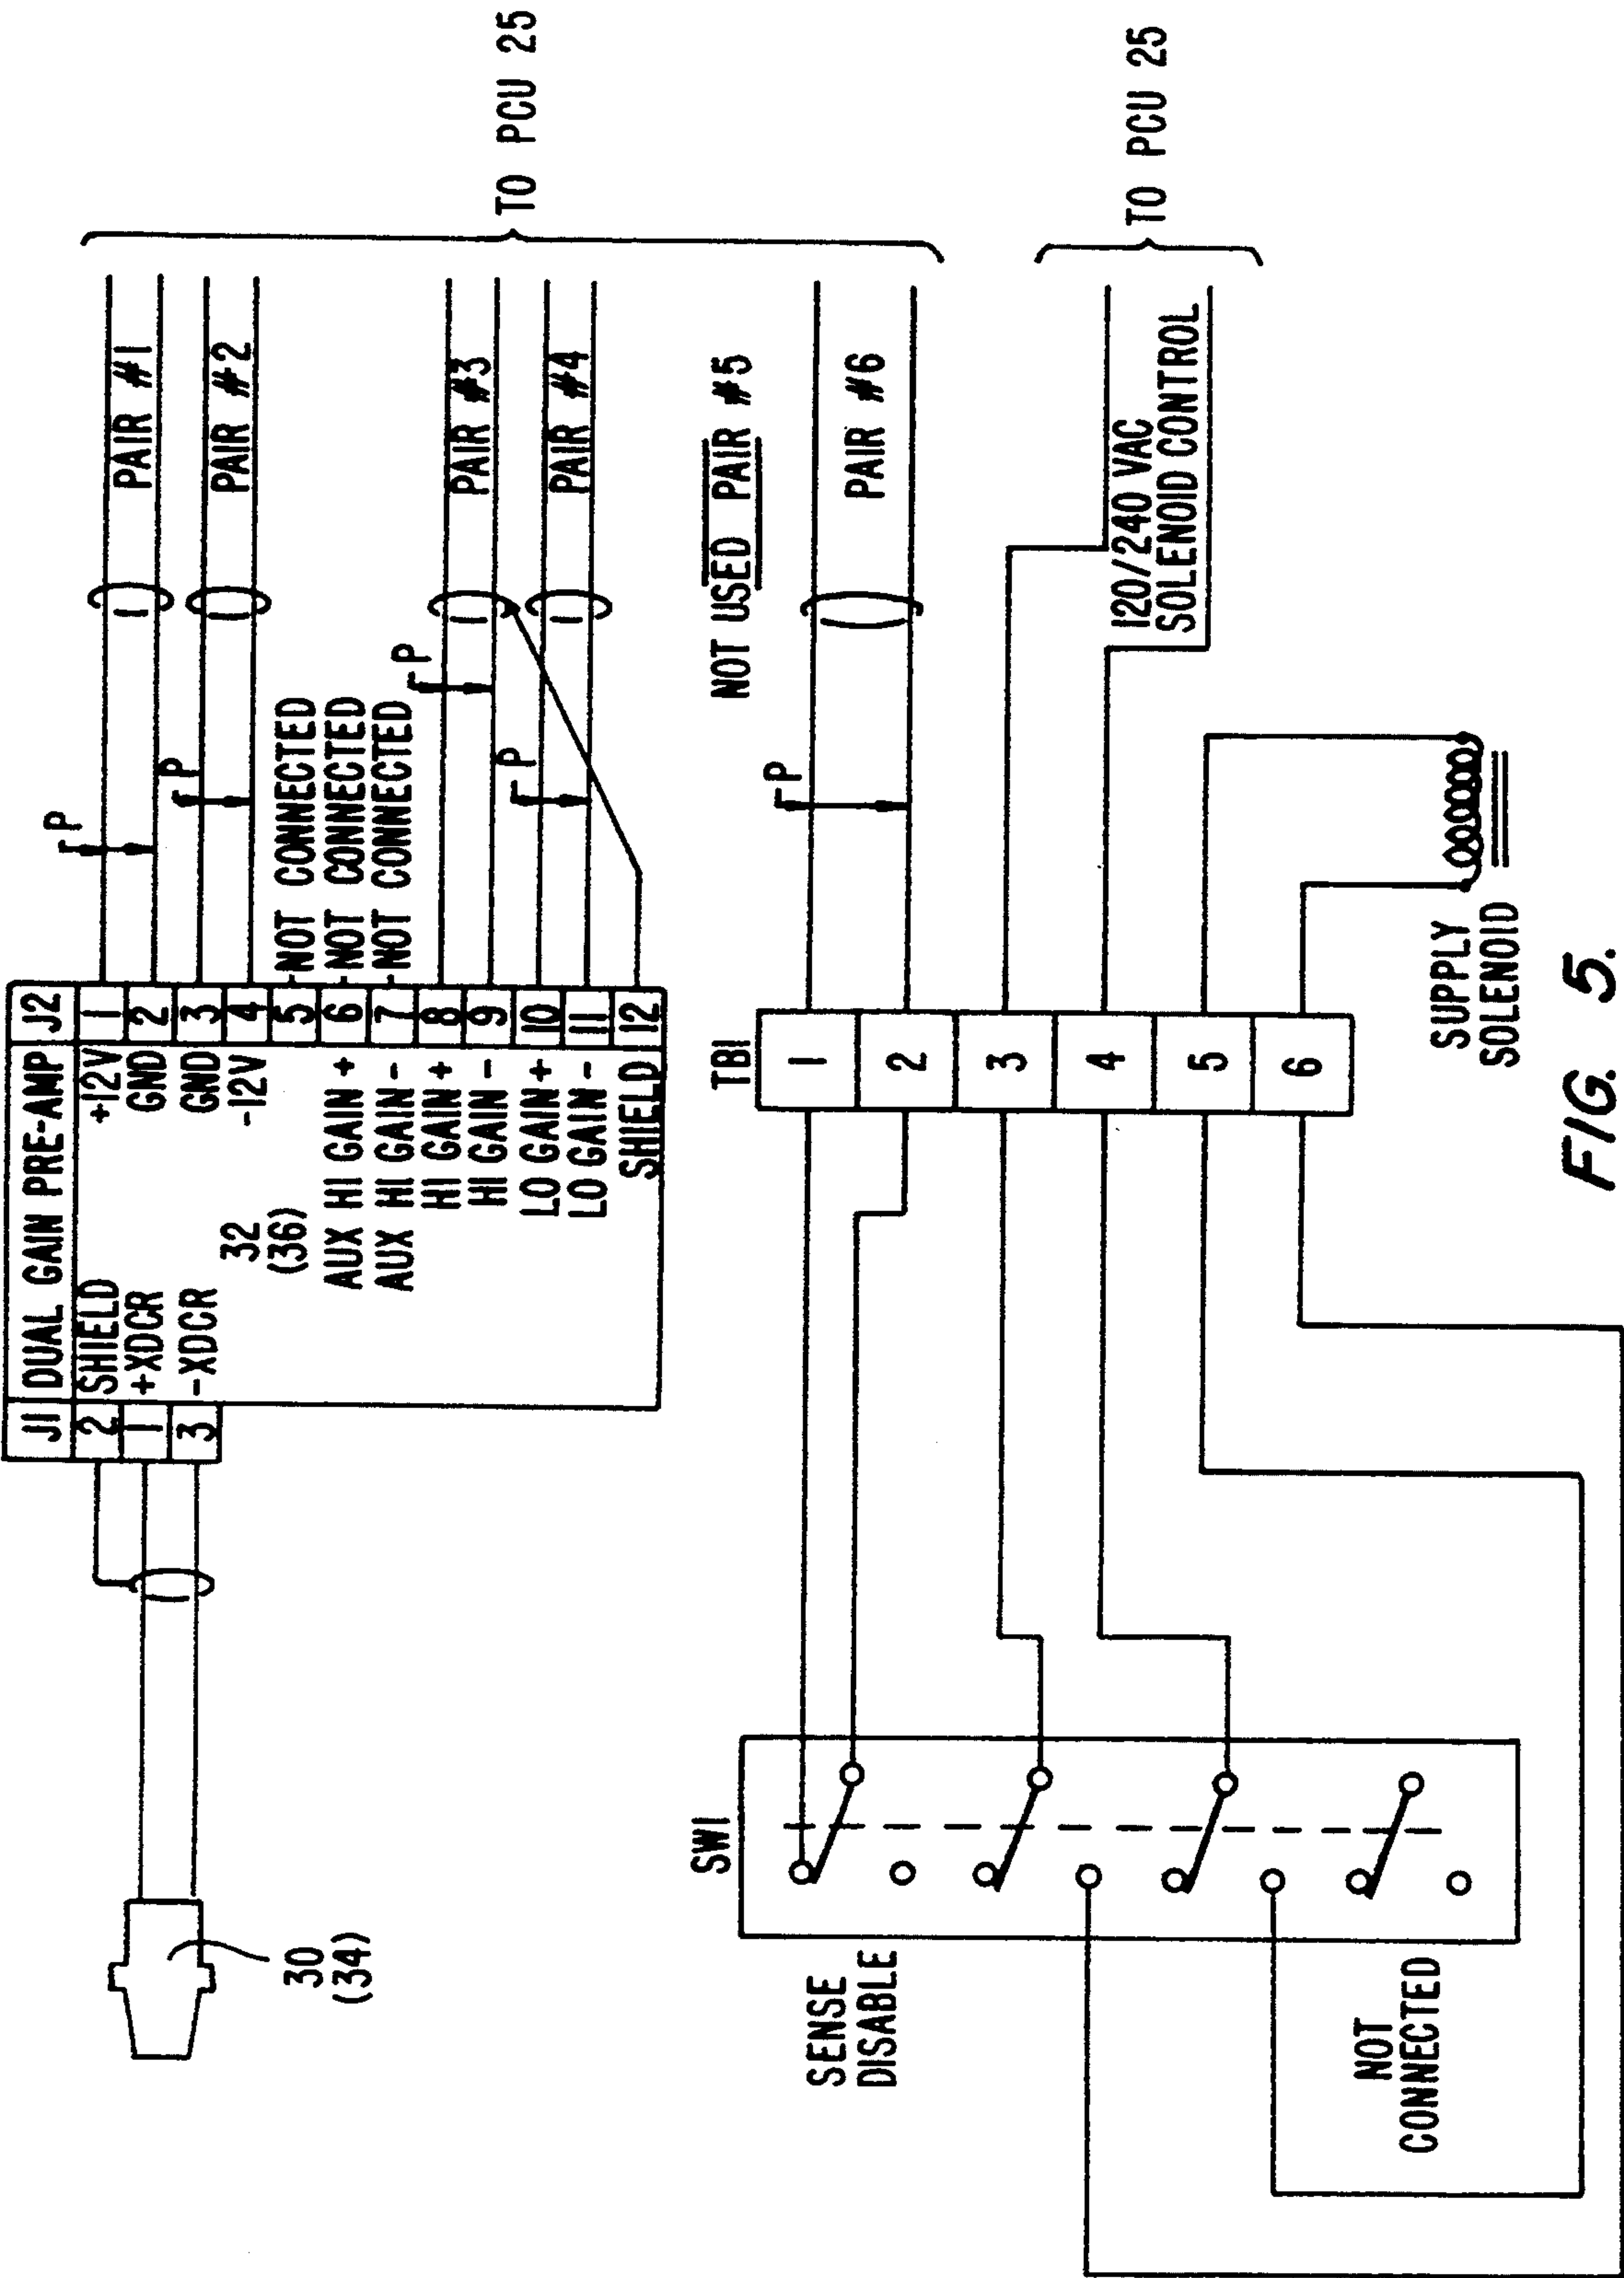 J1 DUAL GAIN PRE-AMP J2
2 SHIELD +12V 1
1 +XDCR GND 2
3 -XDCR GND 3
-12V 4
32
(36)
5 NOT CONNECTED
AUX HI GAIN + 6 NOT CONNECTED
AUX HI GAIN - 7 NOT CONNECTED
HI GAIN + 8
HI GAIN - 9
LO GAIN + 10
LO GAIN - 11
SHIELD 12
P
PAIR #1
P
PAIR #2
P
PAIR #3
P
PAIR #4
TO PCU 25
30
(34)
NOT USED PAIR #5
P
PAIR #6
TB1
1
2
3
4
5
6
120/240 VAC
SOLENOID CONTROL
TO PCU 25
SW1
SENSE
DISABLE
NOT
CONNECTED
SUPPLY
SOLENOID
FIG. 5.